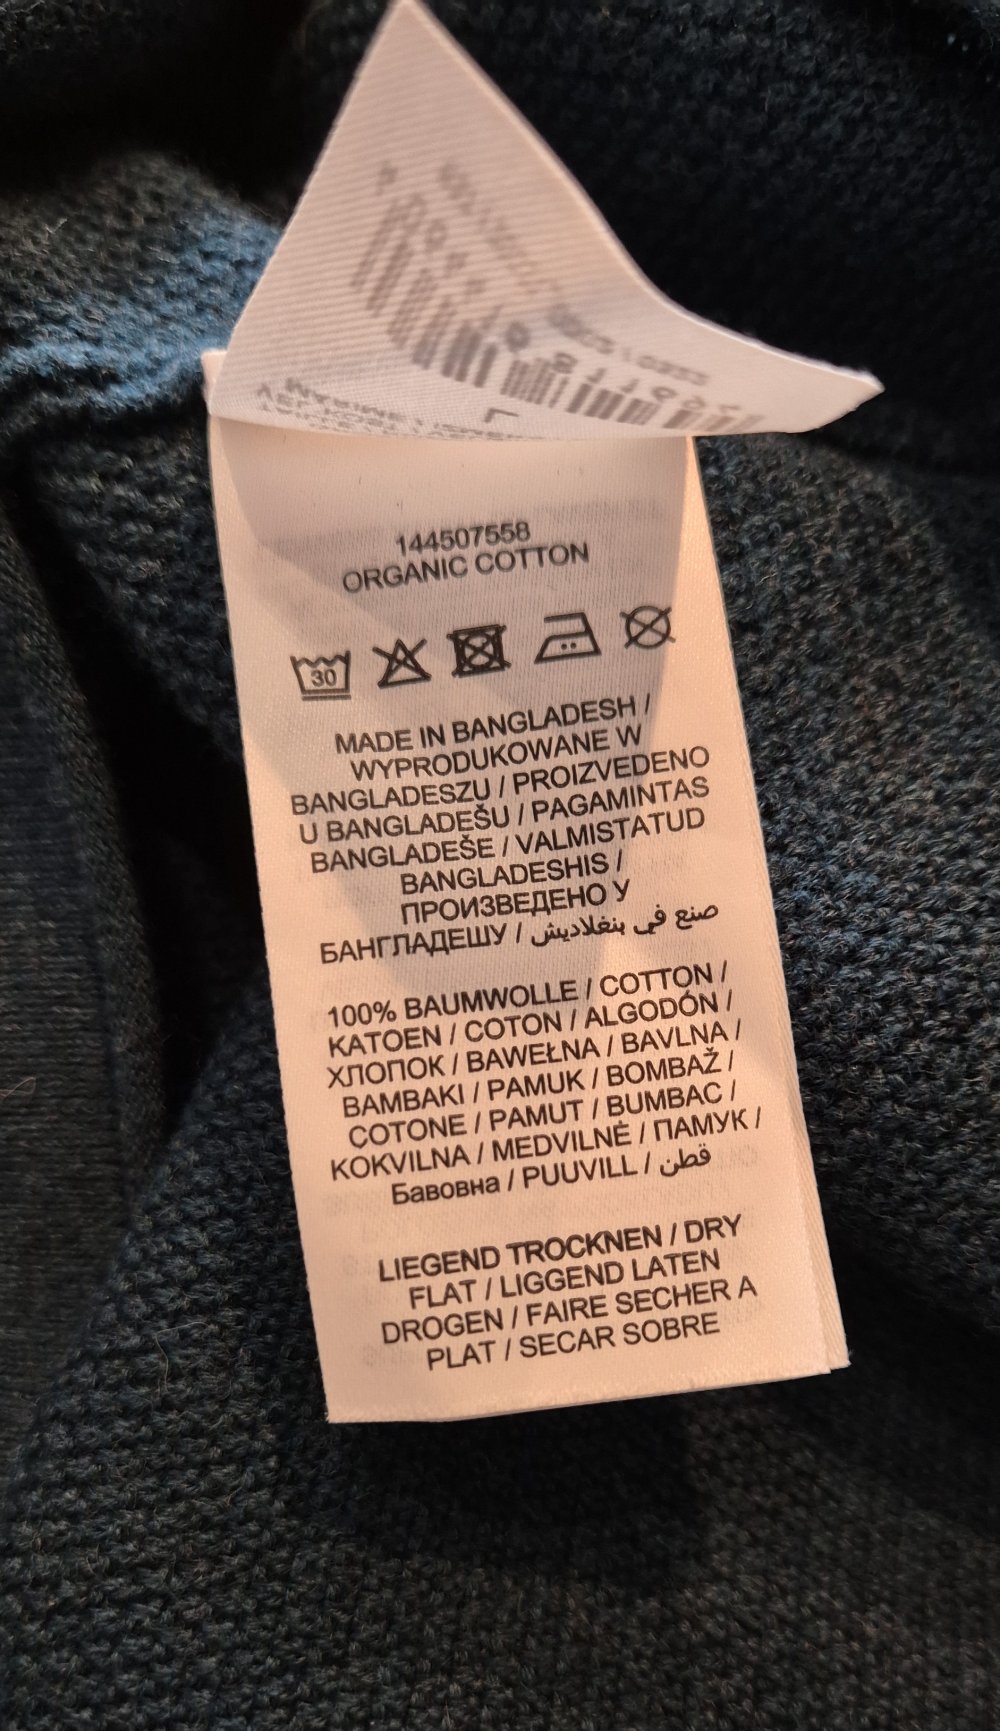 144507558
ORGANIC COTTON
30
MADE IN BANGLADESH /
WYPRODUKOWANE W
BANGLADESZU / PROIZVEDENO
U BANGLADEŠU / PAGAMINTAS
BANGLADEŠE / VALMISTATUD
BANGLADESHIS /
ПРОИЗВЕДЕНО У
БАНГЛАДЕШУ / صنع في بنغلاديش
100% BAUMWOLLE / COTTON /
KATOEN / COTON / ALGODÓN /
ХЛОПОК / BAWEŁNA / BAVLNA /
BAMBAKI / PAMUK / BOMBAŽ /
COTONE / PAMUT / BUMBAC /
KOKVILNA / MEDVILNĖ / ПАМУК /
Бавовна / PUUVILL / قطن
LIEGEND TROCKNEN / DRY
FLAT / LIGGEND LATEN
DROGEN / FAIRE SECHER A
PLAT / SECAR SOBRE